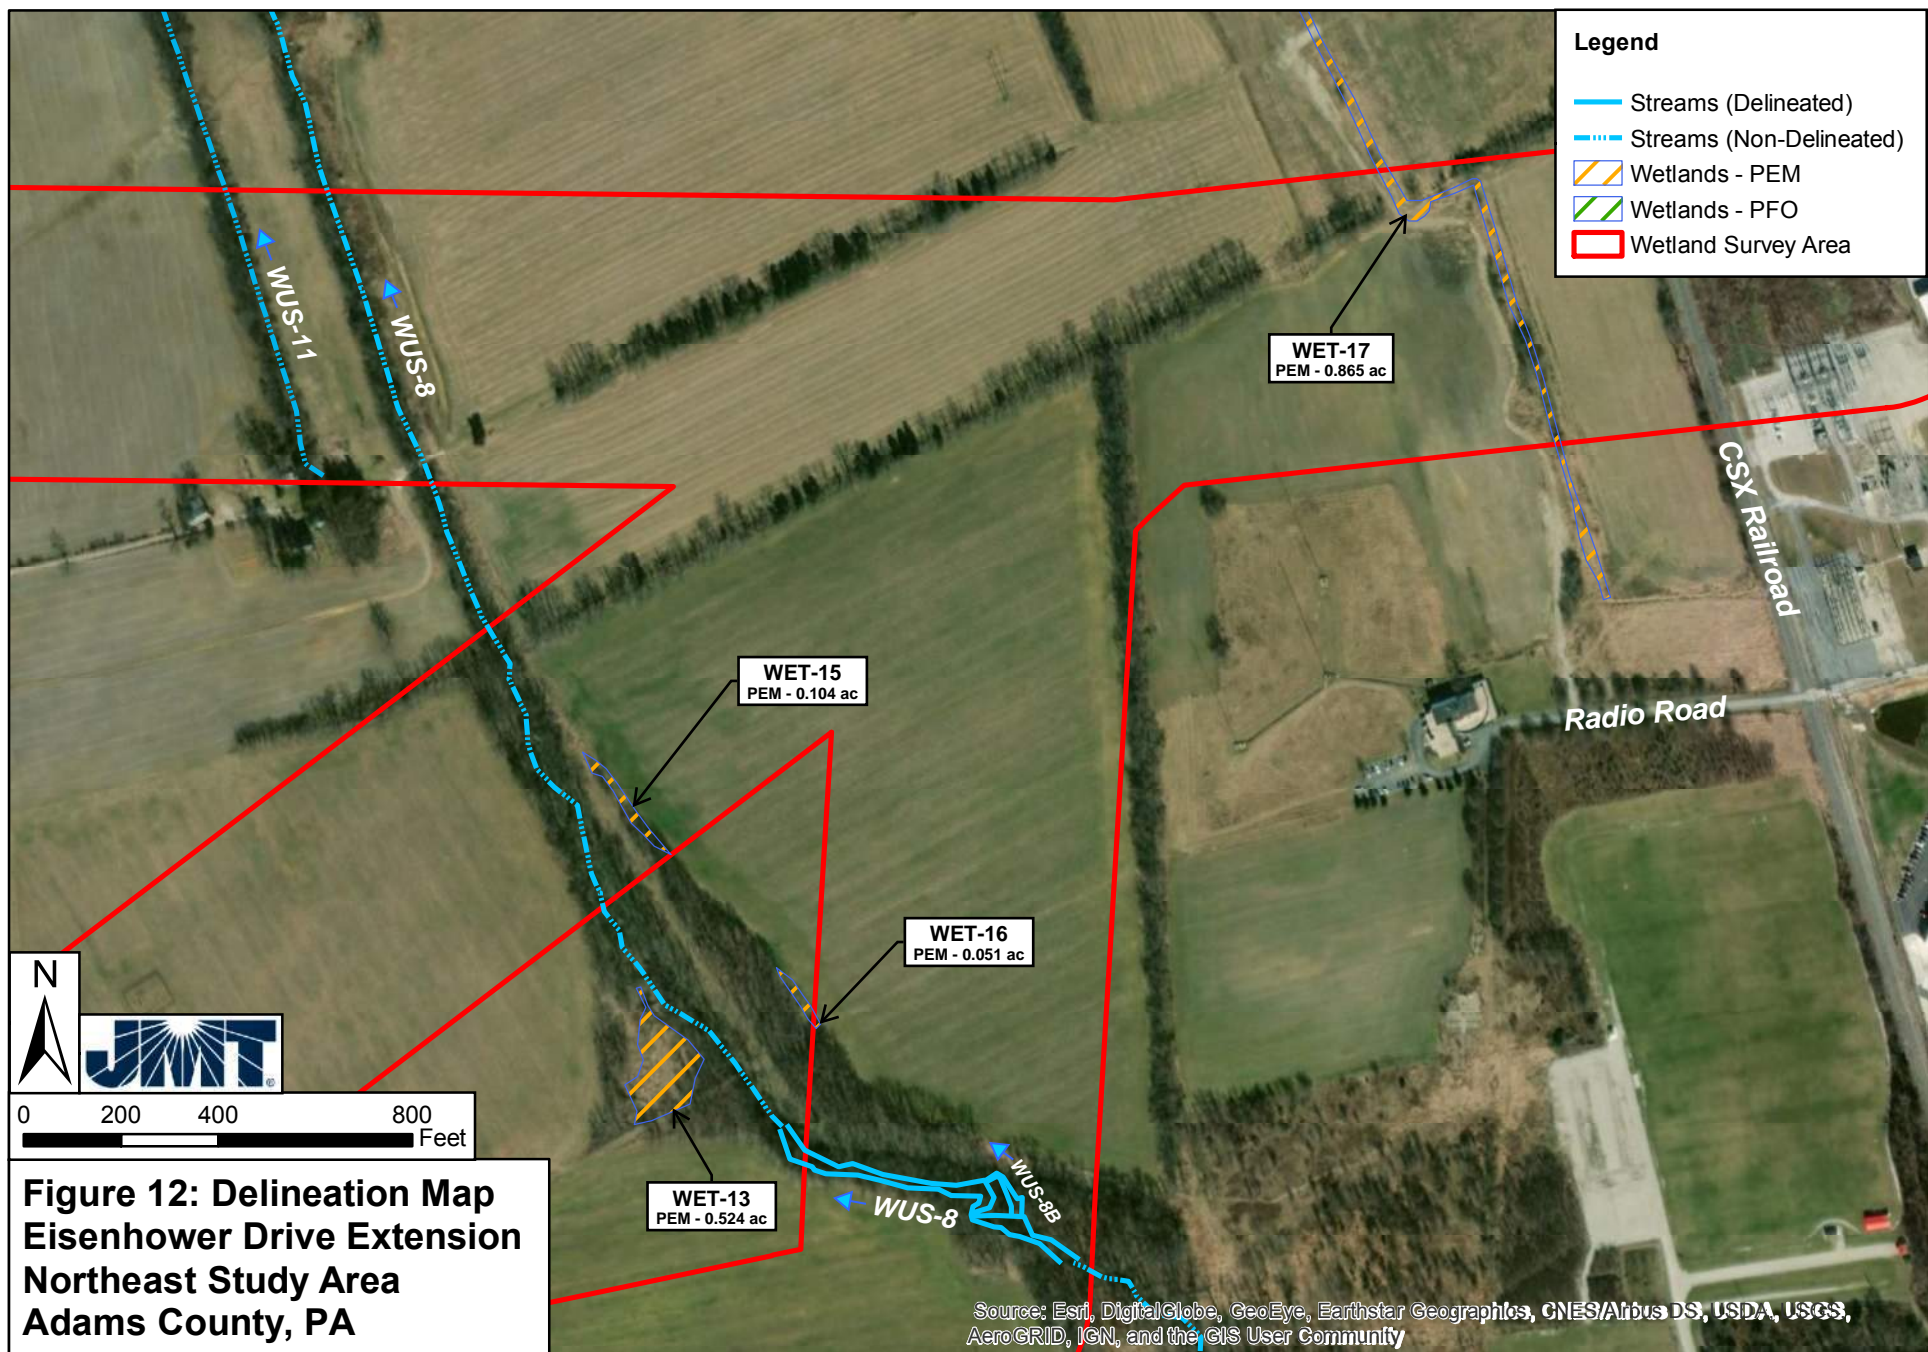 Legend
Streams (Delineated)
Streams (Non-Delineated)
Wetlands - PEM
Wetlands - PFO
Wetland Survey Area
WUS-11
WUS-8
WET-17
PEM - 0.865 ac
CSX Railroad
WET-15
PEM - 0.104 ac
Radio Road
WET-16
PEM - 0.051 ac
N
JMT®
0 200 400 800
Feet
WET-13
PEM - 0.524 ac
WUS-8
WUS-8B
Figure 12: Delineation Map
Eisenhower Drive Extension
Northeast Study Area
Adams County, PA
Source: Esri, DigitalGlobe, GeoEye, Earthstar Geographics, CNES/Airbus DS, USDA, USGS,
AeroGRID, IGN, and the GIS User Community